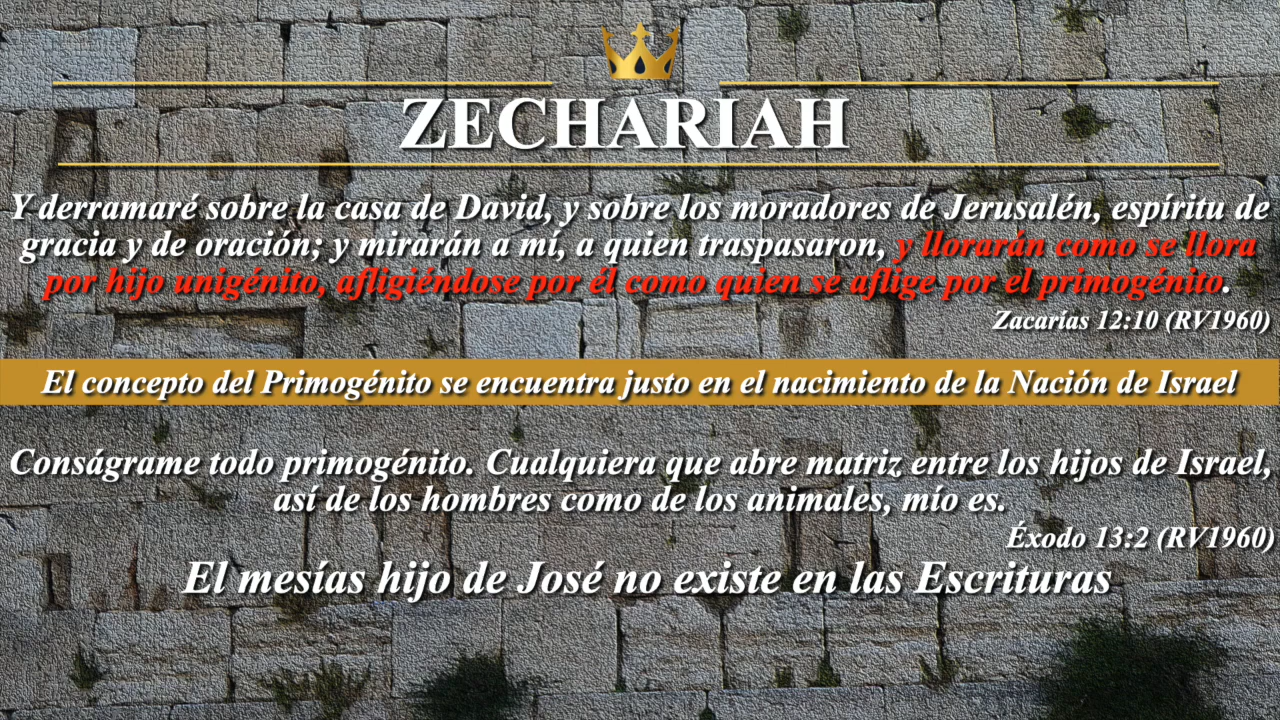 ZECHARIAH
Y derramaré sobre la casa de David, y sobre los moradores de Jerusalén, espíritu de
gracia y de oración; y mirarán a mí, a quien traspasaron, y llorarán como se llora
por hijo unigénito, afligiéndose por él como quien se aflige por el primogénito.
Zacarías 12:10 (RV1960)
El concepto del Primogénito se encuentra justo en el nacimiento de la Nación de Israel
Conságrame todo primogénito. Cualquiera que abre matriz entre los hijos de Israel,
así de los hombres como de los animales, mío es.
Éxodo 13:2 (RV1960)
El mesías hijo de José no existe en las Escrituras